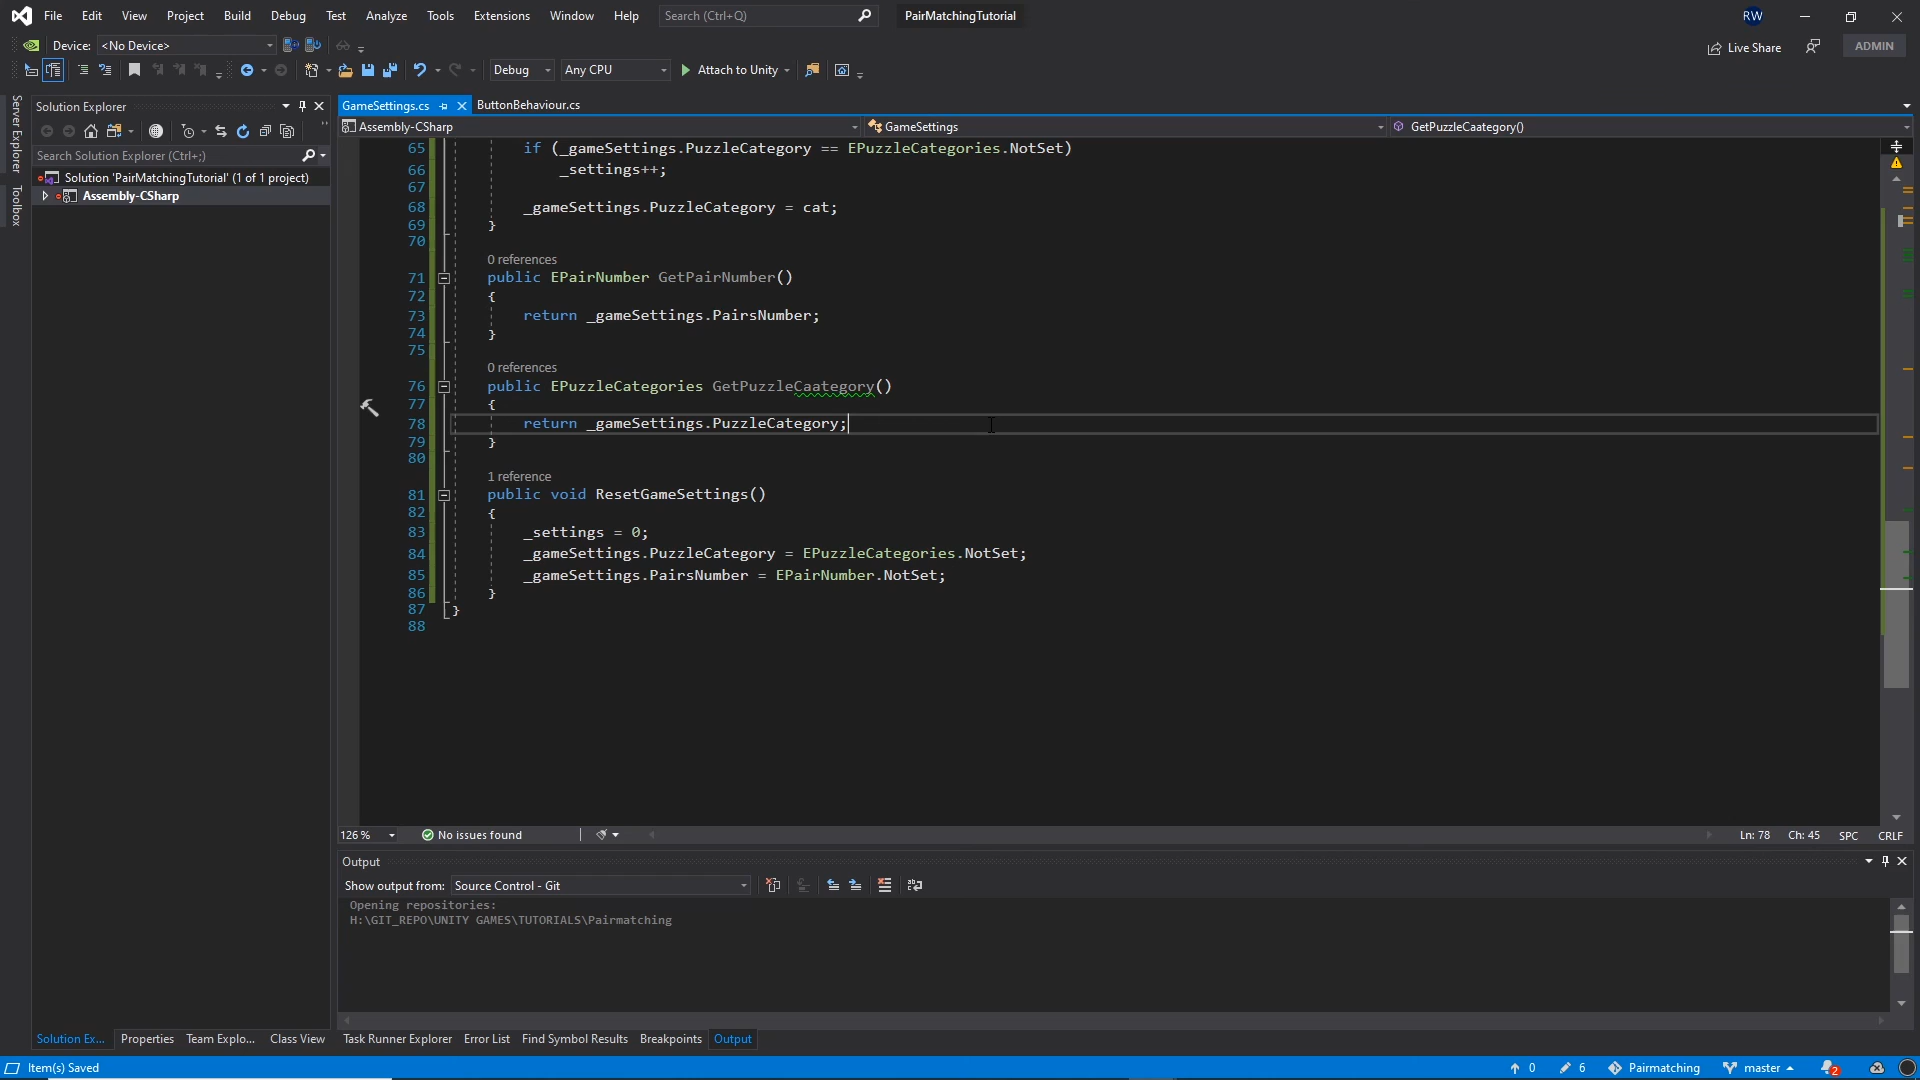 File Edit View Project Build Debug Test Analyze Tools Extensions Window Help Search (Ctrl+Q) PairMatchingTutorial RW
Device: <No Device> Live Share ADMIN
Debug Any CPU Attach to Unity
Server Explorer
Toolbox
Solution Explorer
Search Solution Explorer (Ctrl+;)
Solution 'PairMatchingTutorial' (1 of 1 project)
Assembly-CSharp
GameSettings.cs ButtonBehaviour.cs
Assembly-CSharp GameSettings GetPuzzleCaategory()
65 if (_gameSettings.PuzzleCategory == EPuzzleCategories.NotSet)
66 _settings++;
67
68 _gameSettings.PuzzleCategory = cat;
69 }
70
0 references
71 public EPairNumber GetPairNumber()
72 {
73 return _gameSettings.PairsNumber;
74 }
75
0 references
76 public EPuzzleCategories GetPuzzleCaategory()
77 {
78 return _gameSettings.PuzzleCategory;
79 }
80
1 reference
81 public void ResetGameSettings()
82 {
83 _settings = 0;
84 _gameSettings.PuzzleCategory = EPuzzleCategories.NotSet;
85 _gameSettings.PairsNumber = EPairNumber.NotSet;
86 }
87 }
88
126 % No issues found Ln: 78 Ch: 45 SPC CRLF
Output
Show output from: Source Control - Git
Opening repositories:
H:\GIT_REPO\UNITY GAMES\TUTORIALS\Pairmatching
Solution Ex... Properties Team Explo... Class View Task Runner Explorer Error List Find Symbol Results Breakpoints Output
Item(s) Saved 0 6 Pairmatching master 2